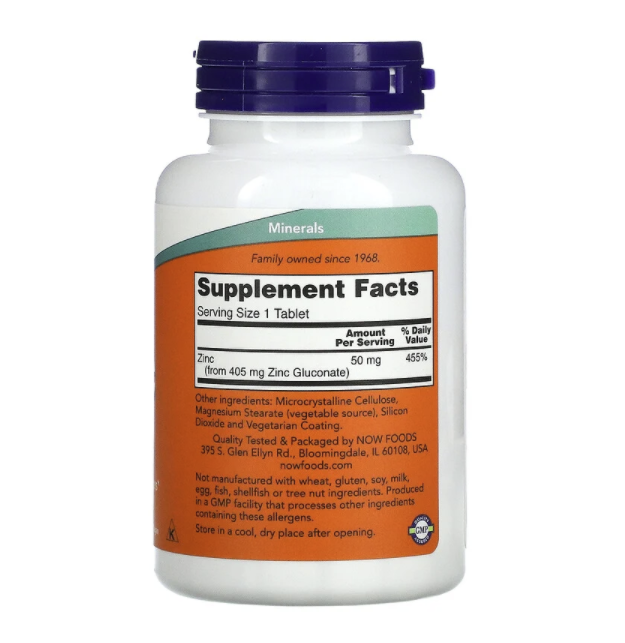 Minerals
Family owned since 1968.
Supplement Facts
Serving Size 1 Tablet
Amount Per Serving
% Daily Value
Zinc 50 mg 455%
(from 405 mg Zinc Gluconate)
Other ingredients: Microcrystalline Cellulose,
Magnesium Stearate (vegetable source), Silicon
Dioxide and Vegetarian Coating.
Quality Tested & Packaged by NOW FOODS
395 S. Glen Ellyn Rd., Bloomingdale, IL 60108, USA
nowfoods.com
Not manufactured with wheat, gluten, soy, milk,
egg, fish, shellfish or tree nut ingredients. Produced
in a GMP facility that processes other ingredients
containing these allergens.
Store in a cool, dry place after opening.
K
GMP